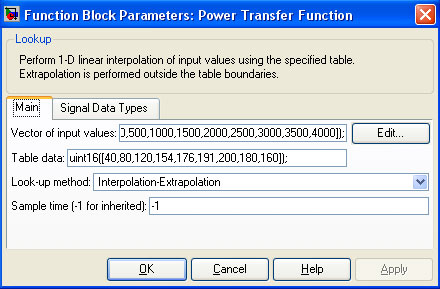 Function Block Parameters: Power Transfer Function
Lookup
Perform 1-D linear interpolation of input values using the specified table.
Extrapolation is performed outside the table boundaries.
Main Signal Data Types
Vector of input values: 0,500,1000,1500,2000,2500,3000,3500,4000]); Edit...
Table data: uint16([40,80,120,154,176,191,200,180,160]);
Look-up method: Interpolation-Extrapolation
Sample time (-1 for inherited): -1
OK Cancel Help Apply